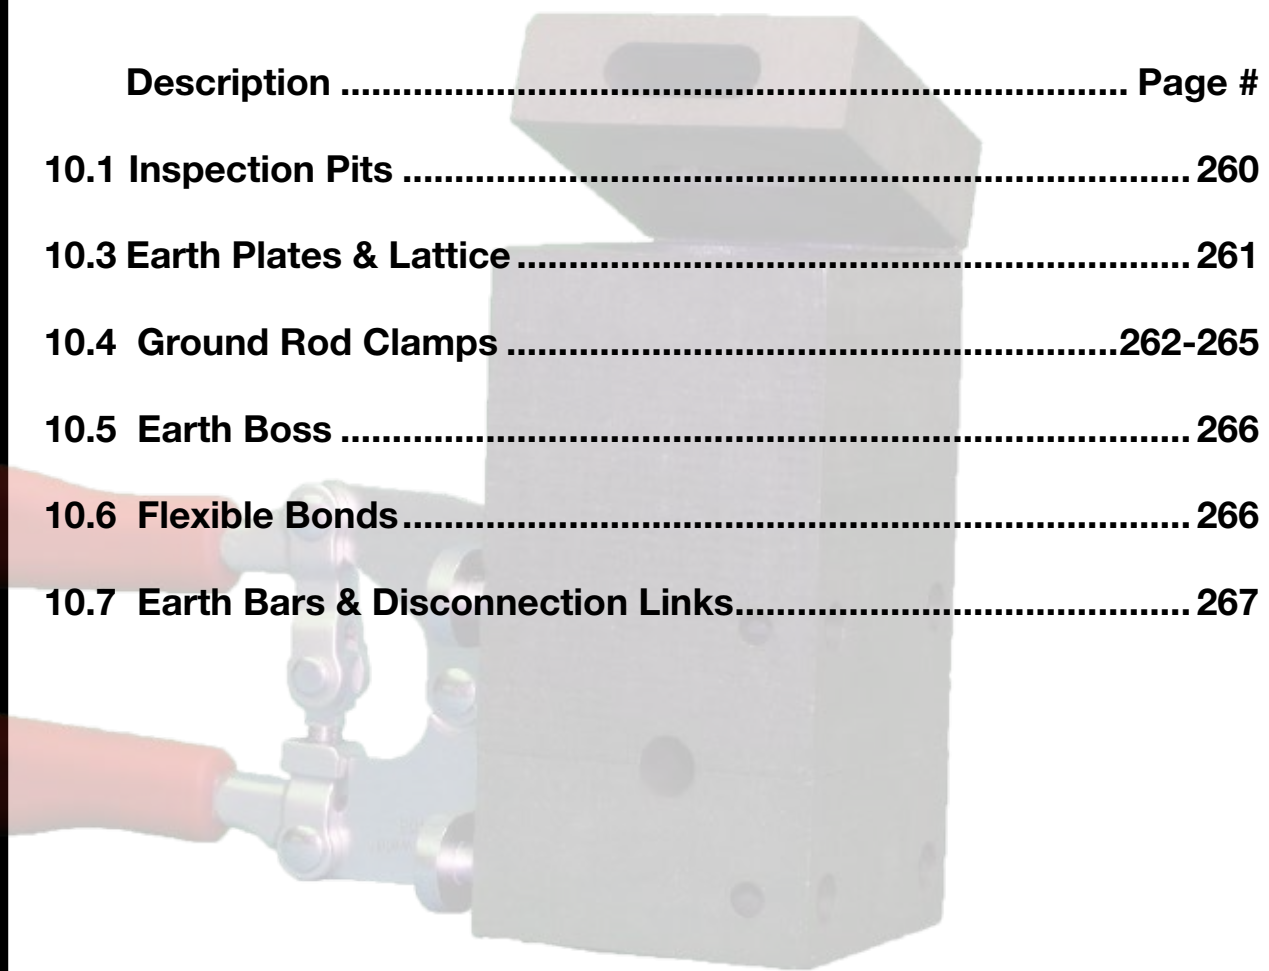 Description ............................................................................. Page #
10.1 Inspection Pits ............................................................................. 260
10.3 Earth Plates & Lattice .................................................................. 261
10.4 Ground Rod Clamps ............................................................262-265
10.5 Earth Boss ................................................................................... 266
10.6 Flexible Bonds ............................................................................. 266
10.7 Earth Bars & Disconnection Links ............................................. 267